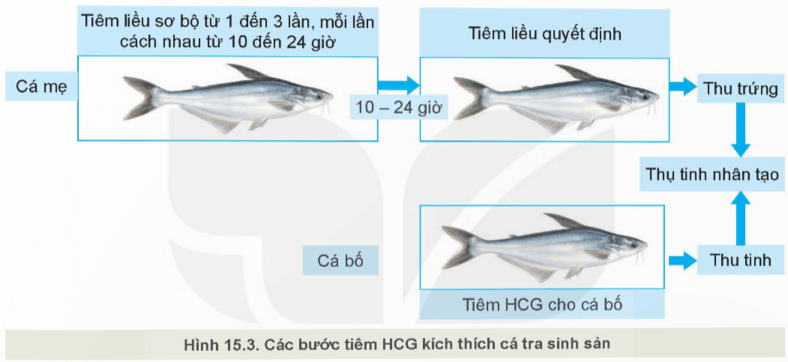 Tiêm liều sơ bộ từ 1 đến 3 lần, mỗi lần
cách nhau từ 10 đến 24 giờ
Tiêm liều quyết định
Cá mẹ
10 – 24 giờ
Thu trứng
Thụ tinh nhân tạo
Cá bố
Thu tinh
Tiêm HCG cho cá bố
Hình 15.3. Các bước tiêm HCG kích thích cá tra sinh sản